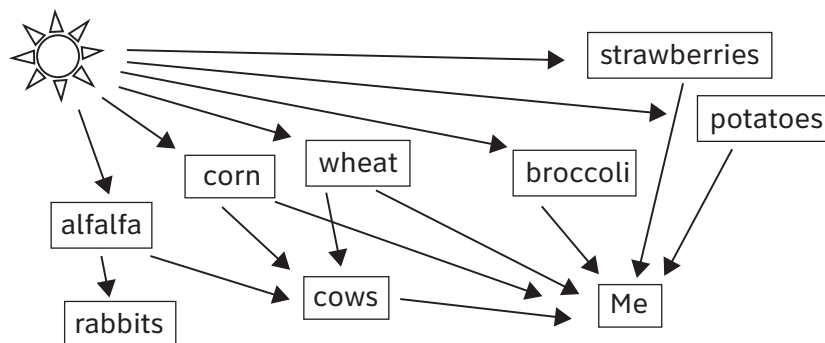 strawberries
potatoes
wheat
broccoli
corn
alfalfa
cows
Me
rabbits